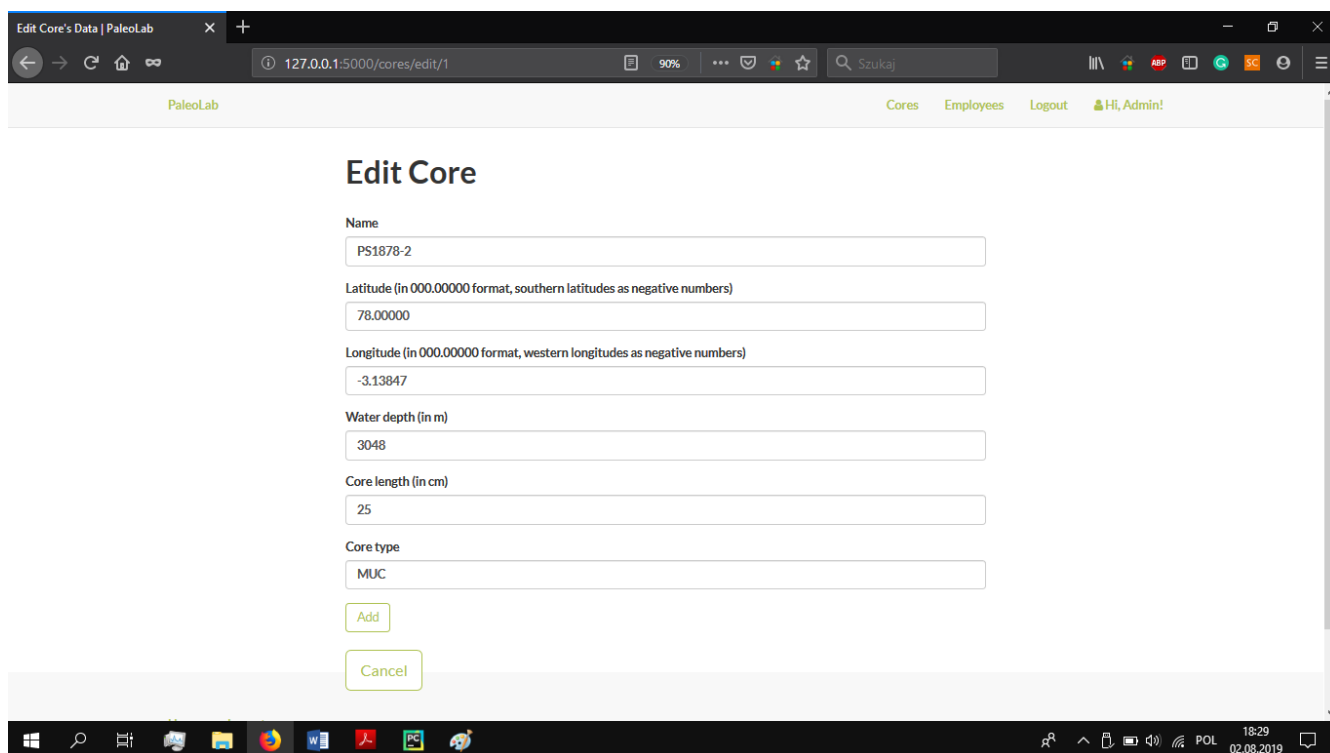 Edit Core's Data | PaleoLab
127.0.0.1:5000/cores/edit/1
90%
Szukaj
ABP
SC
PaleoLab
Cores
Employees
Logout
Hi, Admin!
Edit Core
Name
PS1878-2
Latitude (in 000.00000 format, southern latitudes as negative numbers)
78.00000
Longitude (in 000.00000 format, western longitudes as negative numbers)
-3.13847
Water depth (in m)
3048
Core length (in cm)
25
Core type
MUC
Add
Cancel
POL
18:29
02.08.2019